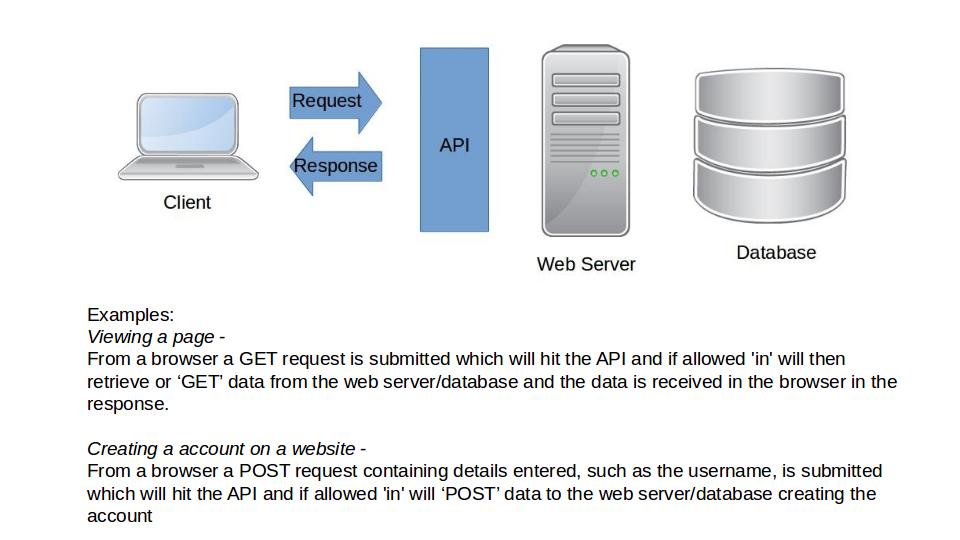 Request
Response
API
Client
Web Server
Database
Examples:
Viewing a page -
From a browser a GET request is submitted which will hit the API and if allowed 'in' will then
retrieve or ‘GET’ data from the web server/database and the data is received in the browser in the
response.
Creating a account on a website -
From a browser a POST request containing details entered, such as the username, is submitted
which will hit the API and if allowed 'in' will ‘POST’ data to the web server/database creating the
account